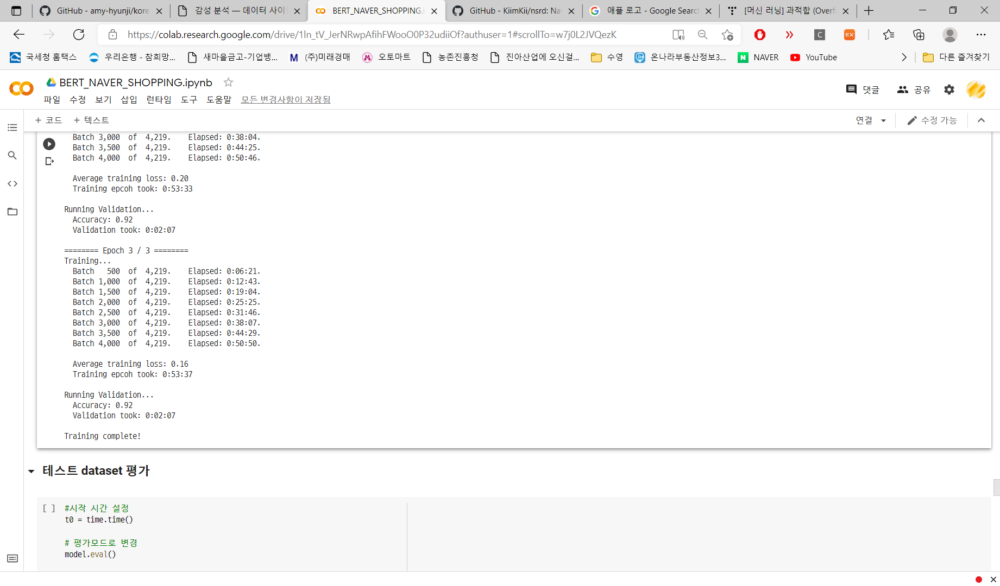 GitHub - amy-hyunji/kore
감성 분석 — 데이터 사이
BERT_NAVER_SHOPPING.i
GitHub - KiimKii/nsrd: Na
애플 로고 - Google Searc
[머신 러닝] 과적합 (Overfi
https://colab.research.google.com/drive/1ln_tV_JerNRwpAfihFWooO0P32udiiOf?authuser=1#scrollTo=w7j0L2JVQezK
국세청 홈택스 우리은행 - 참희망... 새마을금고-기업뱅... (주)미래경매 오토마트 농촌진흥청 진아산업에 오신걸... 수영 온나라부동산정보3... NAVER YouTube 다른 즐겨찾기
BERT_NAVER_SHOPPING.ipynb
댓글 공유
파일 수정 보기 삽입 런타임 도구 도움말 모든 변경사항이 저장됨
+ 코드 + 텍스트 연결 수정 가능
Batch 3,000 of 4,219. Elapsed: 0:38:04.
Batch 3,500 of 4,219. Elapsed: 0:44:25.
Batch 4,000 of 4,219. Elapsed: 0:50:46.
Average training loss: 0.20
Training epcoh took: 0:53:33
Running Validation...
Accuracy: 0.92
Validation took: 0:02:07
======== Epoch 3 / 3 ========
Training...
Batch 500 of 4,219. Elapsed: 0:06:21.
Batch 1,000 of 4,219. Elapsed: 0:12:43.
Batch 1,500 of 4,219. Elapsed: 0:19:04.
Batch 2,000 of 4,219. Elapsed: 0:25:25.
Batch 2,500 of 4,219. Elapsed: 0:31:46.
Batch 3,000 of 4,219. Elapsed: 0:38:07.
Batch 3,500 of 4,219. Elapsed: 0:44:29.
Batch 4,000 of 4,219. Elapsed: 0:50:50.
Average training loss: 0.16
Training epcoh took: 0:53:37
Running Validation...
Accuracy: 0.92
Validation took: 0:02:07
Training complete!
테스트 dataset 평가
[ ] #시작 시간 설정
t0 = time.time()
# 평가모드로 변경
model.eval()